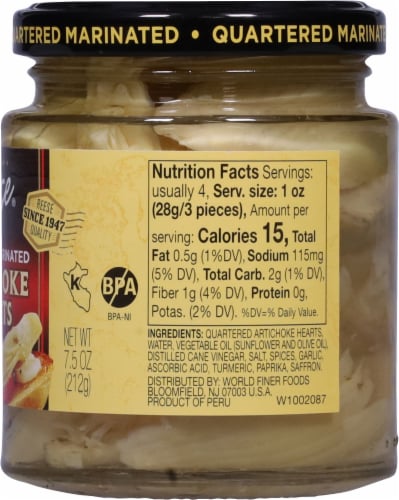 ARTERED MARINATED • QUARTERED MARINATE
se®
REESE
SINCE 1947
QUALITY
ARINATED
OKE
TS
K
BPA
BPA-NI
NET WT
7.5 OZ
(212g)
Nutrition Facts Servings:
usually 4, Serv. size: 1 oz
(28g/3 pieces), Amount per
serving: Calories 15, Total
Fat 0.5g (1%DV), Sodium 115mg
(5% DV), Total Carb. 2g (1% DV),
Fiber 1g (4% DV), Protein 0g,
Potas. (2% DV). %DV=% Daily Value.
INGREDIENTS: QUARTERED ARTICHOKE HEARTS,
WATER, VEGETABLE OIL (SUNFLOWER AND OLIVE OIL),
DISTILLED CANE VINEGAR, SALT, SPICES, GARLIC,
ASCORBIC ACID, TURMERIC, PAPRIKA, SAFFRON.
DISTRIBUTED BY: WORLD FINER FOODS
BLOOMFIELD, NJ 07003 U.S.A.
PRODUCT OF PERU W1002087